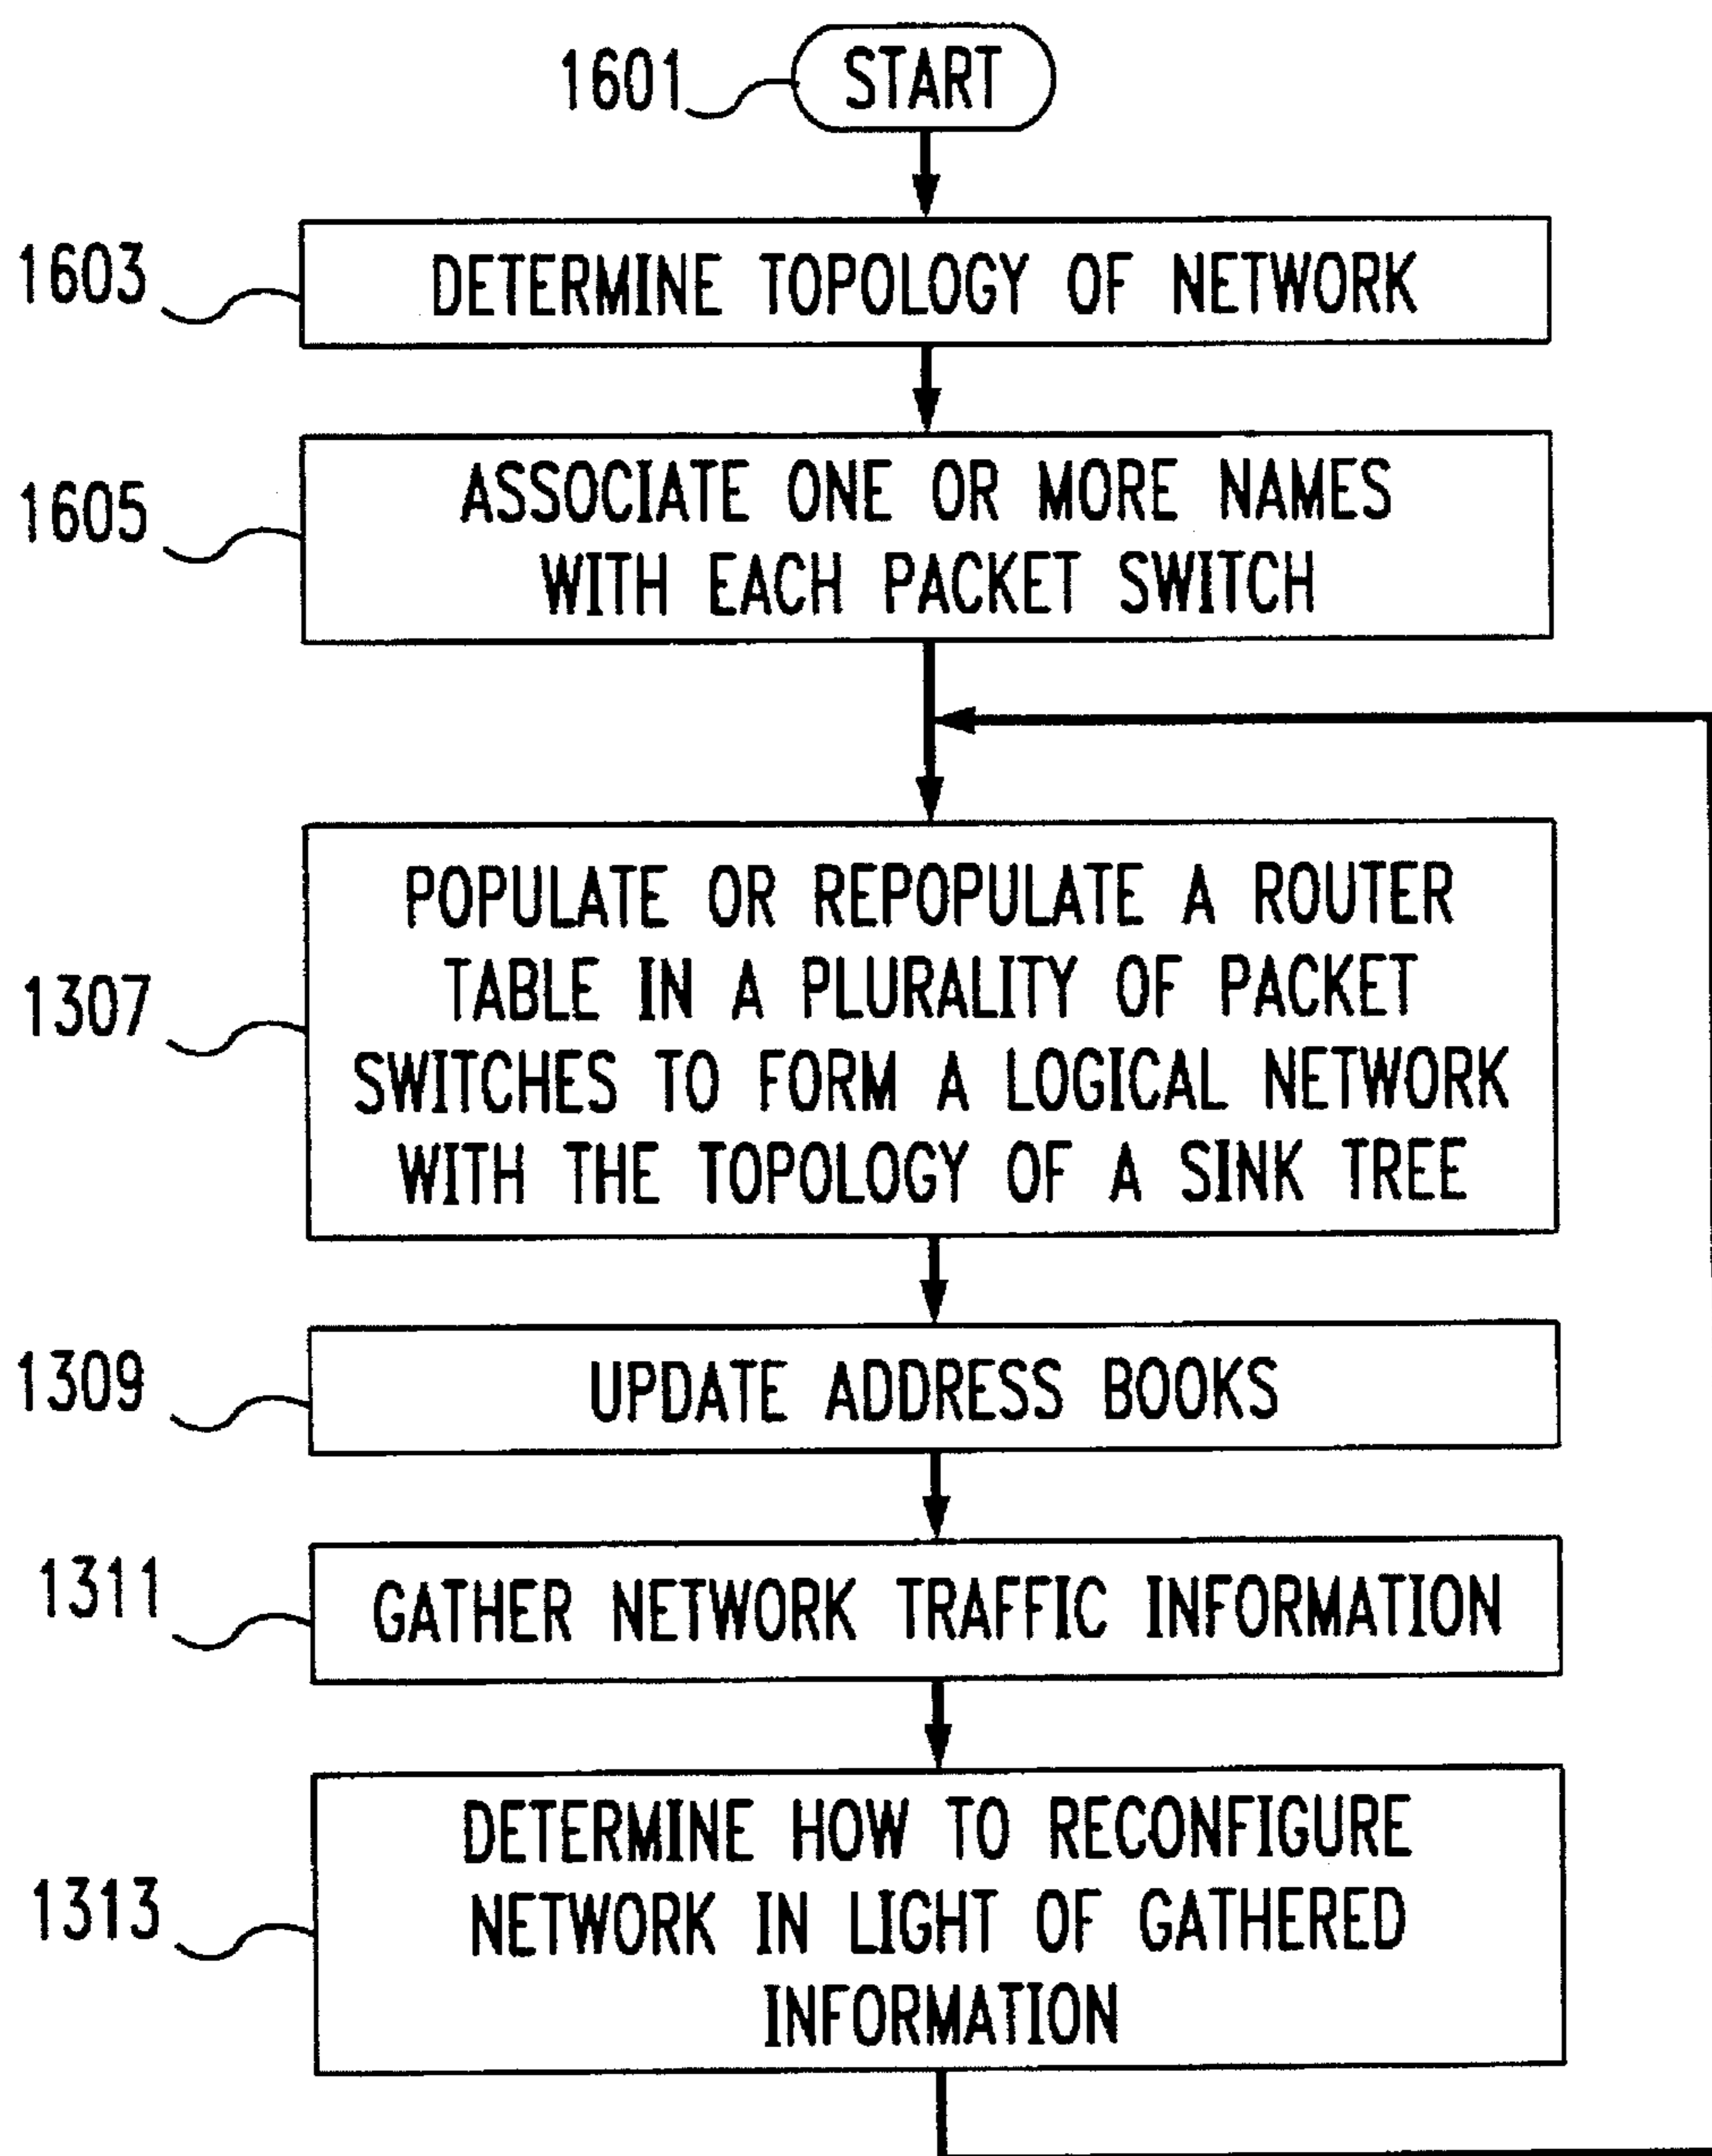 1601
START
1603
DETERMINE TOPOLOGY OF NETWORK
1605
ASSOCIATE ONE OR MORE NAMES
WITH EACH PACKET SWITCH
1307
POPULATE OR REPOPULATE A ROUTER
TABLE IN A PLURALITY OF PACKET
SWITCHES TO FORM A LOGICAL NETWORK
WITH THE TOPOLOGY OF A SINK TREE
1309
UPDATE ADDRESS BOOKS
1311
GATHER NETWORK TRAFFIC INFORMATION
1313
DETERMINE HOW TO RECONFIGURE
NETWORK IN LIGHT OF GATHERED
INFORMATION